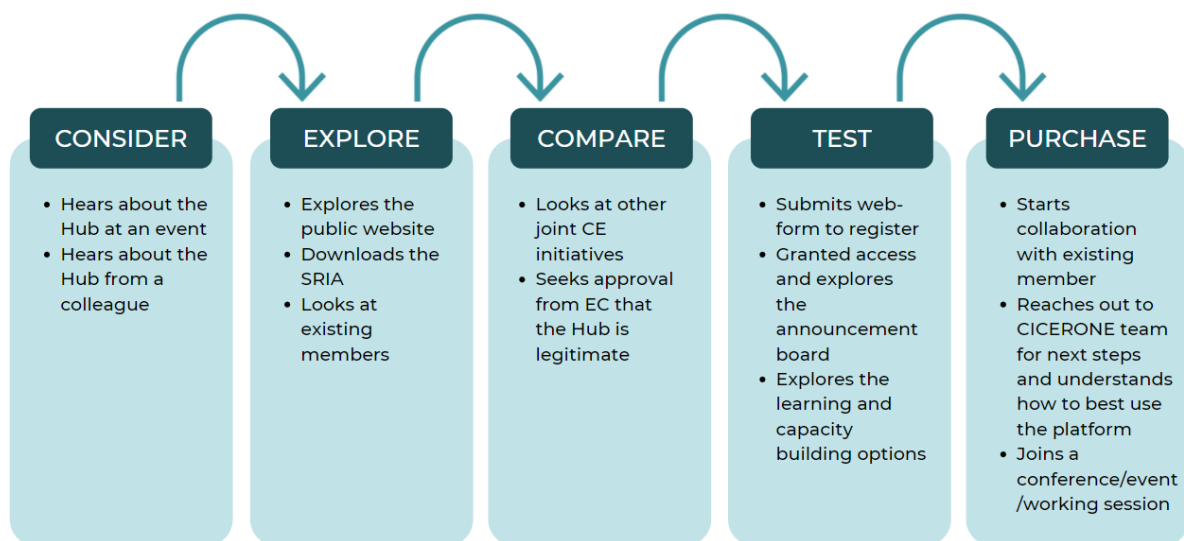 CONSIDER
• Hears about the
Hub at an event
• Hears about the
Hub from a
colleague
EXPLORE
• Explores the
public website
• Downloads the
SRIA
• Looks at
existing
members
COMPARE
• Looks at other
joint CE
initiatives
• Seeks approval
from EC that
the Hub is
legitimate
TEST
• Submits web-
form to register
• Granted access
and explores
the
announcement
board
• Explores the
learning and
capacity
building options
PURCHASE
• Starts
collaboration
with existing
member
• Reaches out to
CICERONE team
for next steps
and understands
how to best use
the platform
• Joins a
conference/event
/working session